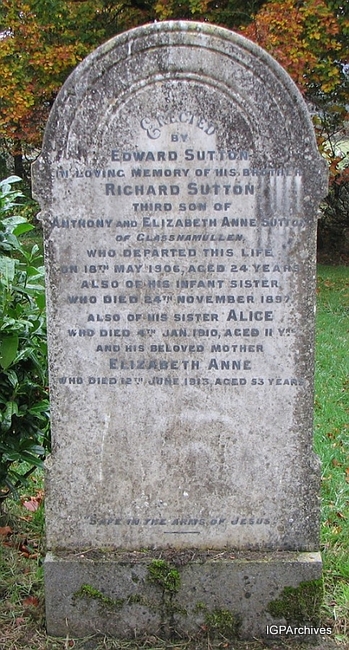 ERECTED
BY
EDWARD SUTTON
IN LOVING MEMORY OF HIS BROTHER
RICHARD SUTTON
THIRD SON OF
ANTHONY AND ELIZABETH ANNE SUTTON
OF GLASSNAMULLEN,
WHO DEPARTED THIS LIFE
ON 18TH MAY 1906, AGED 24 YEARS
ALSO OF HIS INFANT SISTER,
WHO DIED 24TH NOVEMBER 1897,
ALSO OF HIS SISTER ALICE
WHO DIED 4TH JAN. 1910, AGED 11 YRS
AND HIS BELOVED MOTHER
ELIZABETH ANNE
WHO DIED 12TH JUNE 1913, AGED 53 YEARS
SAFE IN THE ARMS OF JESUS.
IGPArchives